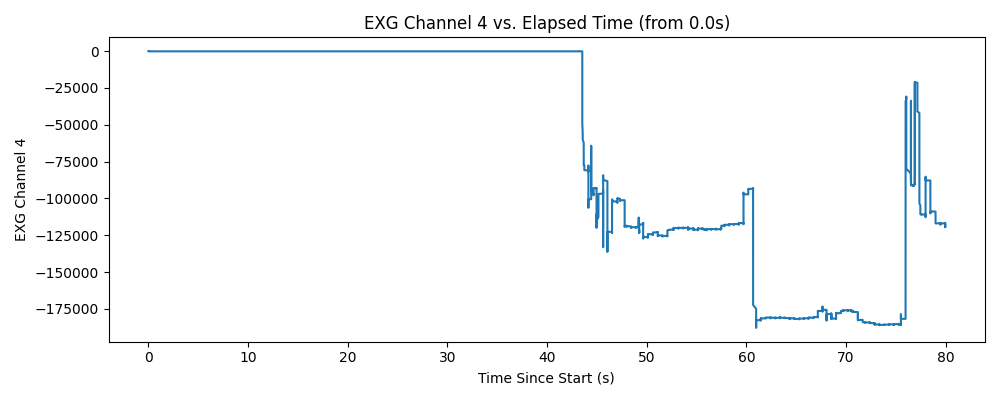 EXG Channel 4 vs. Elapsed Time (from 0.0s)
EXG Channel 4
0
−25000
−50000
−75000
−100000
−125000
−150000
−175000
0 10 20 30 40 50 60 70 80
Time Since Start (s)